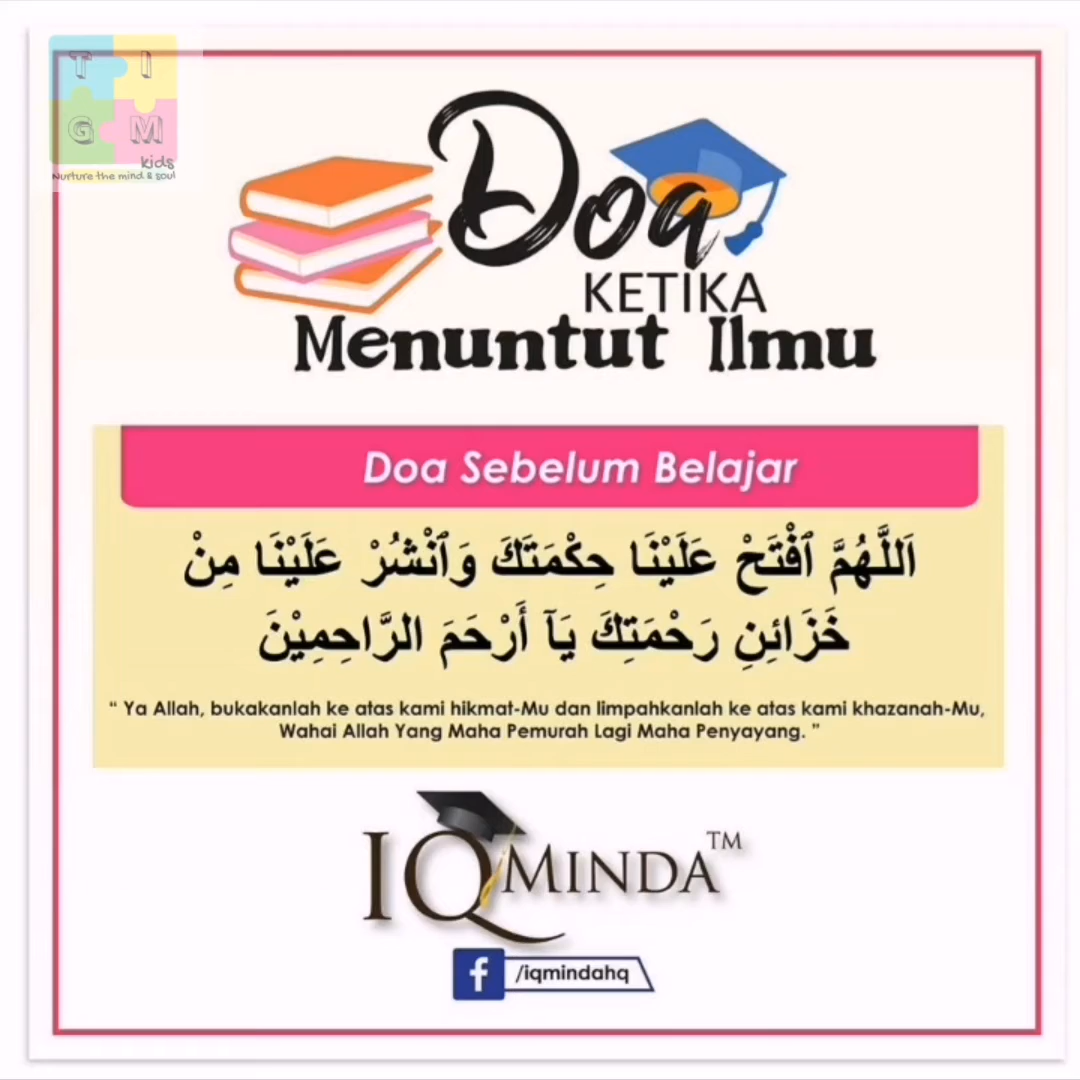 T I
G M
kids
Nurture the mind & soul
Doa
KETIKA
Menuntut Ilmu
Doa Sebelum Belajar
اَللَّهُمَّ ٱفْتَحْ عَلَيْنَا حِكْمَتَكَ وَٱنْشُرْ عَلَيْنَا مِنْ
خَزَائِنِ رَحْمَتِكَ يَآ أَرْحَمَ الرَّاحِمِيْنَ
“ Ya Allah, bukakanlah ke atas kami hikmat-Mu dan limpahkanlah ke atas kami khazanah-Mu,
Wahai Allah Yang Maha Pemurah Lagi Maha Penyayang. ”
IQMINDA™
f /iqmindahq